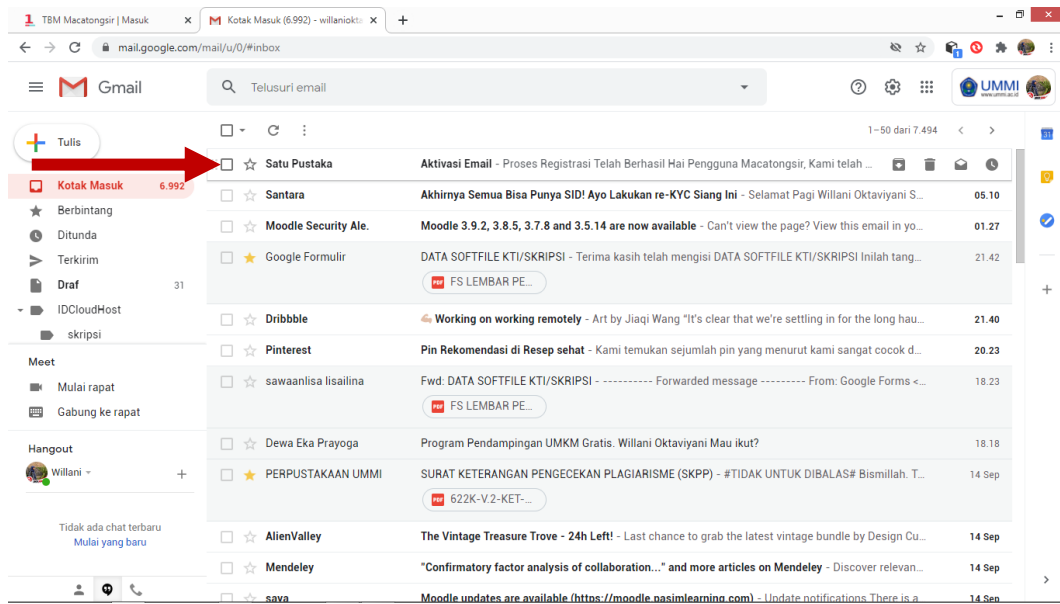 TBM Macatongsir | Masuk
Kotak Masuk (6.992) - willaniokta
mail.google.com/mail/u/0/#inbox
1
Gmail
Telusuri email
UMMI
www.ummi.ac.id
Tulis
1–50 dari 7.494
31
Satu Pustaka Aktivasi Email - Proses Registrasi Telah Berhasil Hai Pengguna Macatongsir, Kami telah ...
Kotak Masuk 6.992
Santara Akhirnya Semua Bisa Punya SID! Ayo Lakukan re-KYC Siang Ini - Selamat Pagi Willani Oktaviyani S... 05.10
Berbintang
Moodle Security Ale. Moodle 3.9.2, 3.8.5, 3.7.8 and 3.5.14 are now available - Can't view the page? View this email in yo... 01.27
Ditunda
Terkirim
Google Formulir DATA SOFTFILE KTI/SKRIPSI - Terima kasih telah mengisi DATA SOFTFILE KTI/SKRIPSI Inilah tang... 21.42
PDF FS LEMBAR PE...
Draf 31
IDCloudHost
skripsi
Dribbble Working on working remotely - Art by Jiaqi Wang "It's clear that we're settling in for the long hau... 21.40
Pinterest Pin Rekomendasi di Resep sehat - Kami temukan sejumlah pin yang menurut kami sangat cocok d... 20.23
Meet
Mulai rapat
Gabung ke rapat
sawaanlisa lisailina Fwd: DATA SOFTFILE KTI/SKRIPSI - ---------- Forwarded message --------- From: Google Forms <... 18.23
PDF FS LEMBAR PE...
Hangout
Willani
Dewa Eka Prayoga Program Pendampingan UMKM Gratis. Willani Oktaviyani Mau ikut? 18.18
PERPUSTAKAAN UMMI SURAT KETERANGAN PENGECEKAN PLAGIARISME (SKPP) - #TIDAK UNTUK DIBALAS# Bismillah. T... 14 Sep
PDF 622K-V.2-KET-...
Tidak ada chat terbaru
Mulai yang baru
AlienValley The Vintage Treasure Trove - 24h Left! - Last chance to grab the latest vintage bundle by Design Cu... 14 Sep
Mendeley "Confirmatory factor analysis of collaboration..." and more articles on Mendeley - Discover relevan... 14 Sep
saya Moodle updates are available (https://moodle.pasimlearning.com) - Update notifications There is a 14 Sep